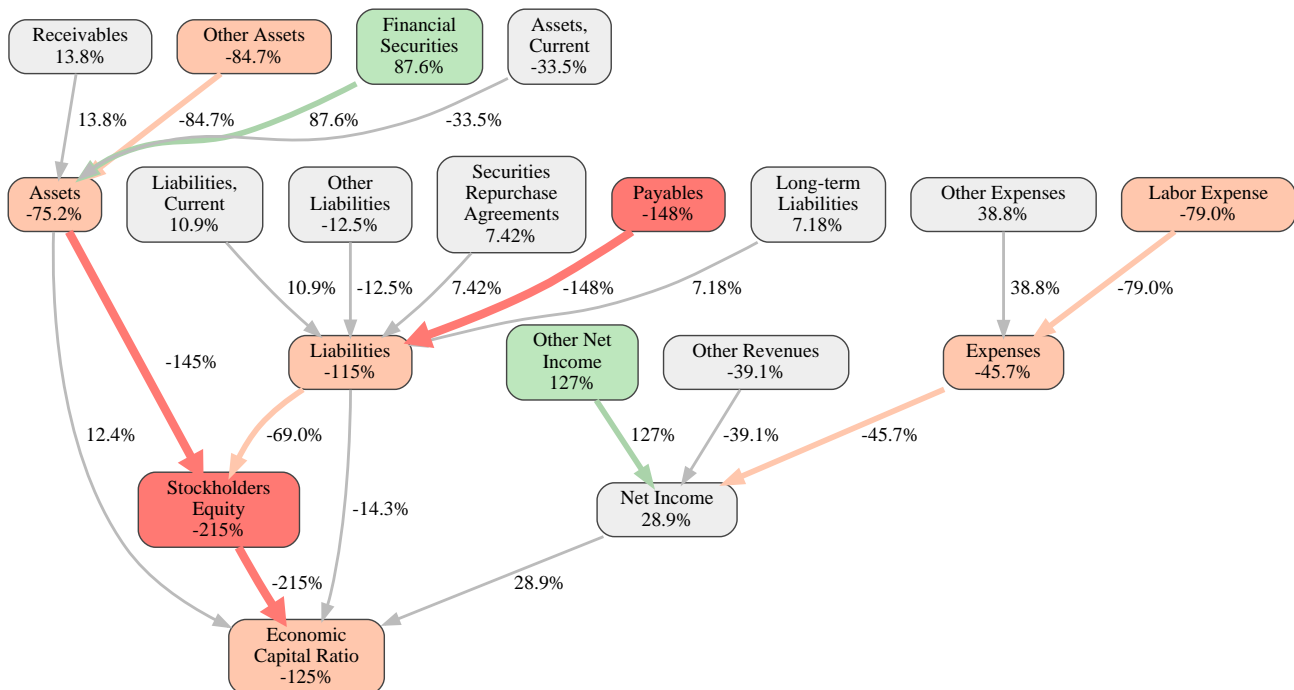 Receivables
13.8%
Other Assets
-84.7%
Financial
Securities
87.6%
Assets,
Current
-33.5%
13.8%
-84.7%
87.6%
-33.5%
Assets
-75.2%
Liabilities,
Current
10.9%
Other
Liabilities
-12.5%
Securities
Repurchase
Agreements
7.42%
Payables
-148%
Long-term
Liabilities
7.18%
Other Expenses
38.8%
Labor Expense
-79.0%
10.9%
-12.5%
7.42%
-148%
7.18%
38.8%
-79.0%
Liabilities
-115%
Other Net
Income
127%
Other Revenues
-39.1%
Expenses
-45.7%
-145%
12.4%
-69.0%
127%
-39.1%
-45.7%
Stockholders
Equity
-215%
-14.3%
Net Income
28.9%
-215%
28.9%
Economic
Capital Ratio
-125%